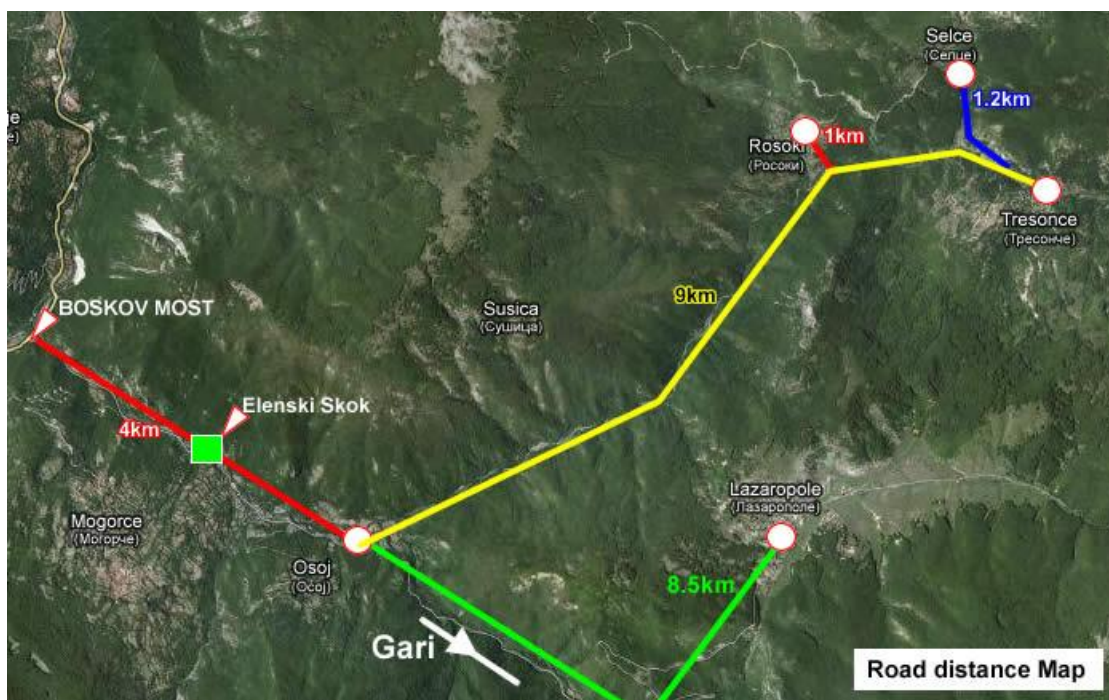 Selce
(Селце)
1.2km
Rosoki
(Росоки)
1km
Tresonce
(Тресонче)
BOSKOV MOST
Susica
(Сушица)
9km
Elenski Skok
4km
Mogorce
(Могорче)
Lazaropole
(Лазарополе)
Osoj
(Осој)
8.5km
Gari
Road distance Map